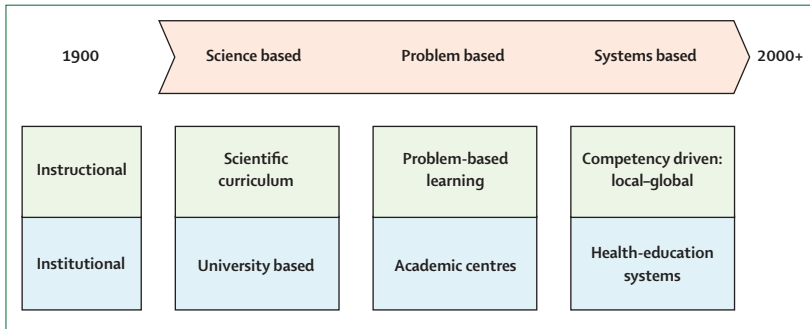 1900
Science based
Problem based
Systems based
2000+
Instructional
Scientific
curriculum
Problem-based
learning
Competency driven:
local–global
Institutional
University based
Academic centres
Health-education
systems